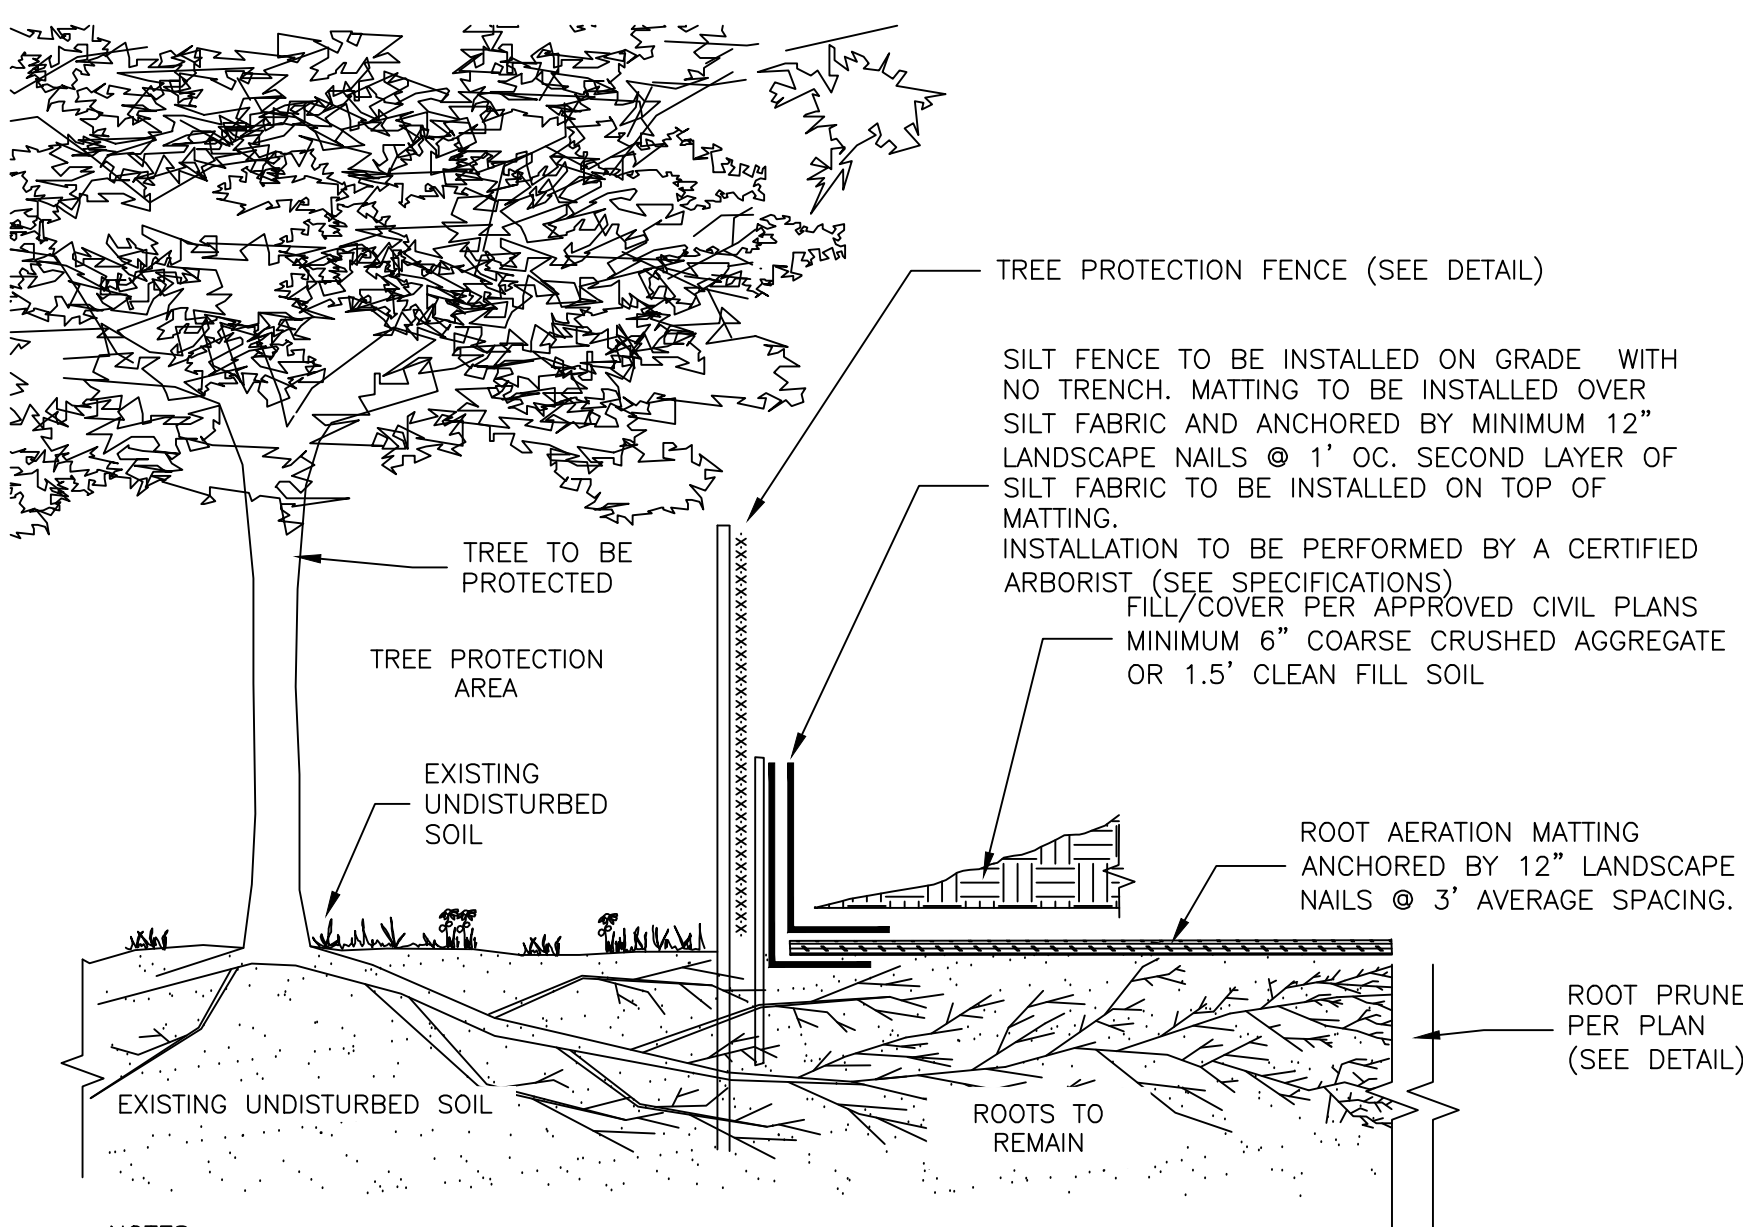 TREE PROTECTION FENCE (SEE DETAIL)
SILT FENCE TO BE INSTALLED ON GRADE WITH
NO TRENCH. MATTING TO BE INSTALLED OVER
SILT FABRIC AND ANCHORED BY MINIMUM 12”
LANDSCAPE NAILS @ 1’ OC. SECOND LAYER OF
SILT FABRIC TO BE INSTALLED ON TOP OF
MATTING.
INSTALLATION TO BE PERFORMED BY A CERTIFIED
ARBORIST (SEE SPECIFICATIONS)
FILL/COVER PER APPROVED CIVIL PLANS
MINIMUM 6” COARSE CRUSHED AGGREGATE
OR 1.5’ CLEAN FILL SOIL
TREE TO BE
PROTECTED
TREE PROTECTION
AREA
EXISTING
UNDISTURBED
SOIL
ROOT AERATION MATTING
ANCHORED BY 12” LANDSCAPE
NAILS @ 3’ AVERAGE SPACING.
ROOT PRUNE
PER PLAN
(SEE DETAIL)
EXISTING UNDISTURBED SOIL
ROOTS TO
REMAIN